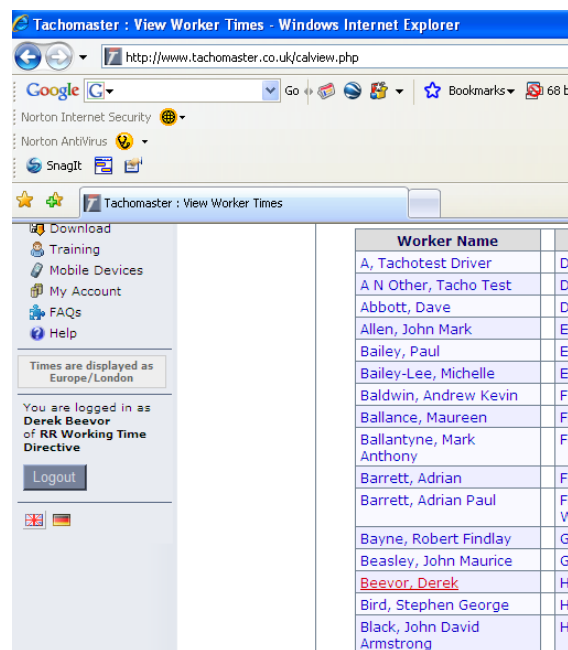 Tachomaster : View Worker Times - Windows Internet Explorer
http://www.tachomaster.co.uk/calview.php
Google G Go Bookmarks 68 b
Norton Internet Security
Norton AntiVirus
SnagIt
Tachomaster : View Worker Times
Download
Training
Mobile Devices
My Account
FAQs
Help
Times are displayed as
Europe/London
You are logged in as
Derek Beevor
of RR Working Time
Directive
Logout
Worker Name
A, Tachotest Driver D
A N Other, Tacho Test D
Abbott, Dave D
Allen, John Mark E
Bailey, Paul E
Bailey-Lee, Michelle E
Baldwin, Andrew Kevin F
Ballance, Maureen F
Ballantyne, Mark F
Anthony
Barrett, Adrian F
Barrett, Adrian Paul F
W
Bayne, Robert Findlay G
Beasley, John Maurice G
Beevor, Derek H
Bird, Stephen George H
Black, John David H
Armstrong